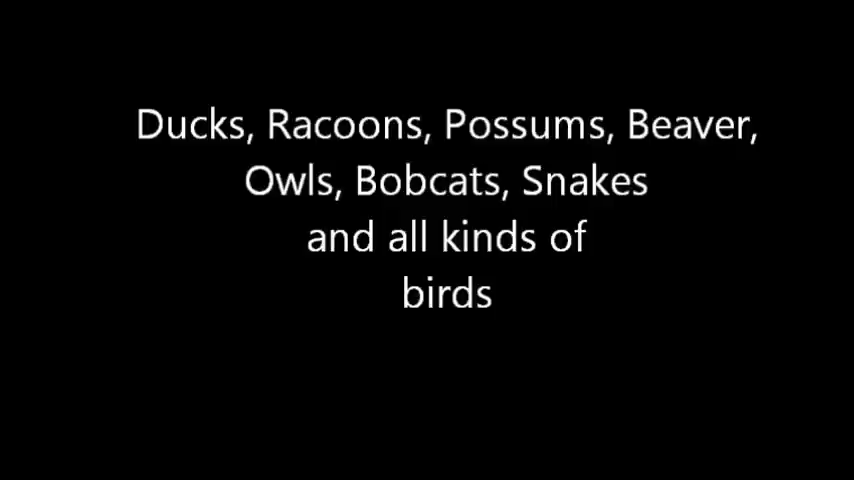 Ducks, Racoons, Possums, Beaver,
Owls, Bobcats, Snakes
and all kinds of
birds